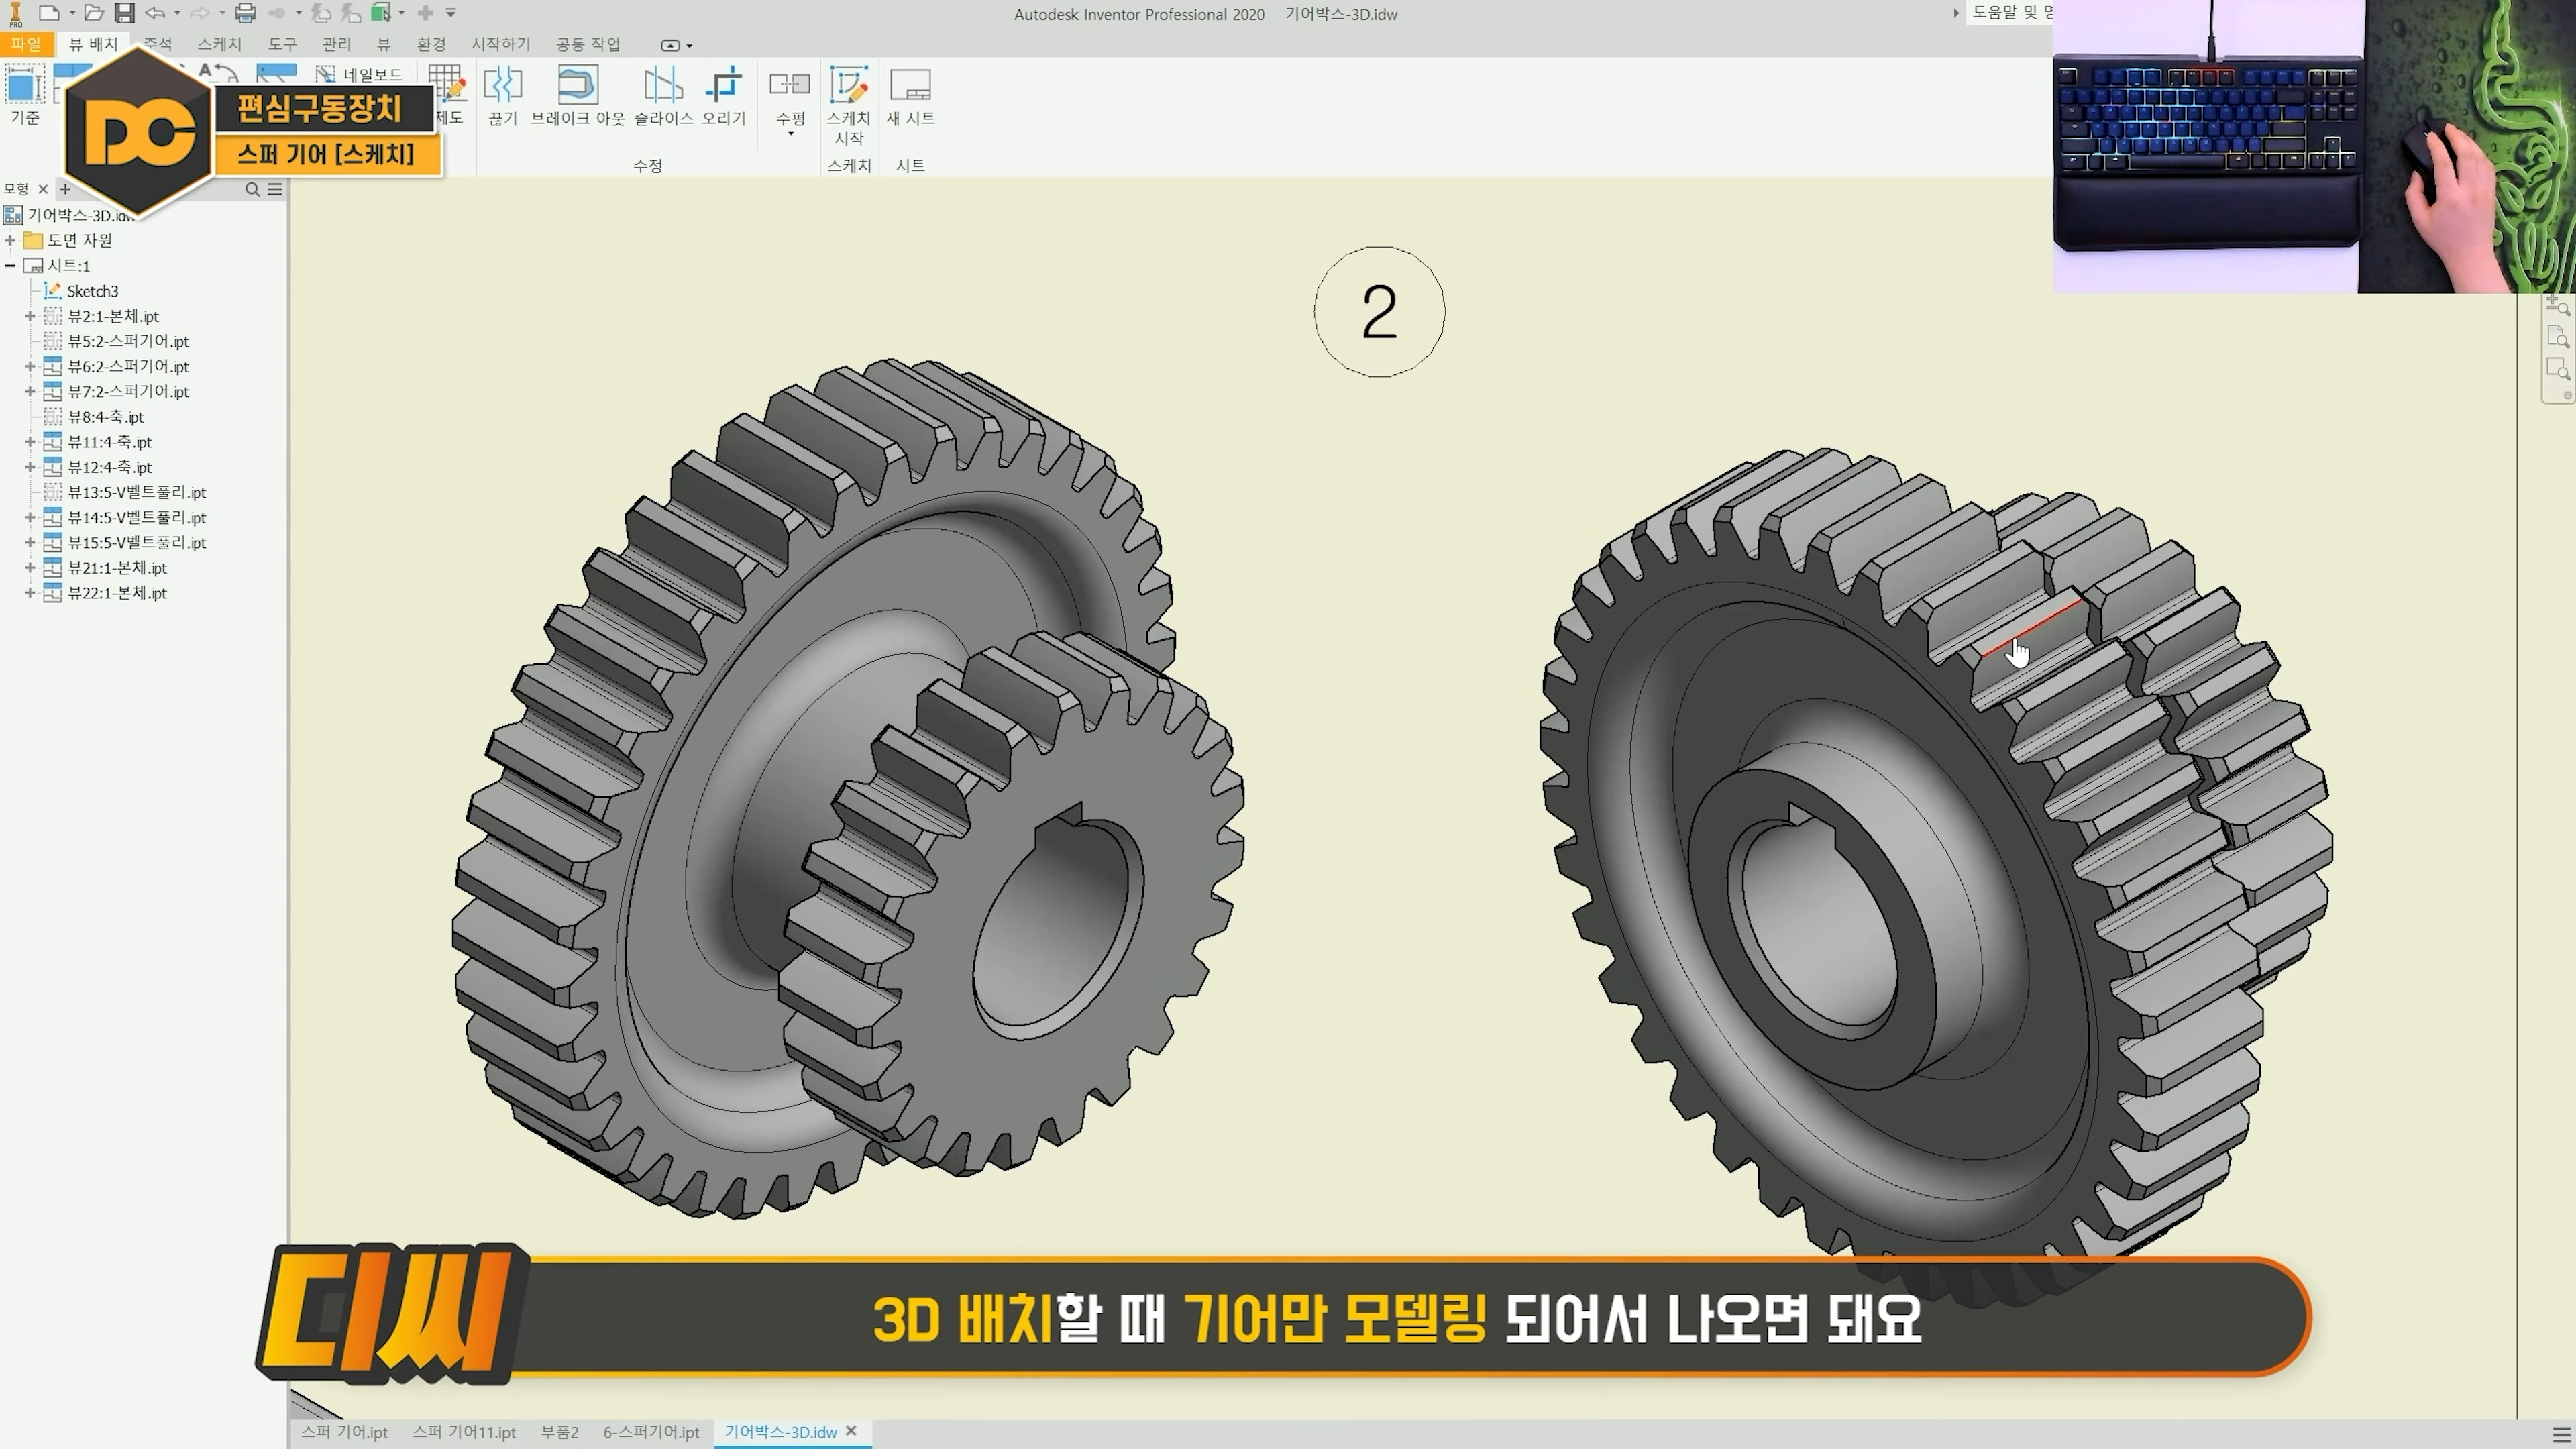 I
PRO
Autodesk Inventor Professional 2020 기어박스-3D.idw
도움말 및 명
파일
뷰 배치
주석
스케치
도구
관리
뷰
환경
시작하기
공동 작업
기준
네일보드
제도
끊기
브레이크 아웃
슬라이스
오리기
수평
스케치
시작
새 시트
수정
스케치
시트
DC
편심구동장치
스퍼 기어 [스케치]
모형
기어박스-3D.idw
도면 자원
시트:1
Sketch3
뷰2:1-본체.ipt
뷰5:2-스퍼기어.ipt
뷰6:2-스퍼기어.ipt
뷰7:2-스퍼기어.ipt
뷰8:4-축.ipt
뷰11:4-축.ipt
뷰12:4-축.ipt
뷰13:5-V벨트풀리.ipt
뷰14:5-V벨트풀리.ipt
뷰15:5-V벨트풀리.ipt
뷰21:1-본체.ipt
뷰22:1-본체.ipt
2
디씨
3D 배치할 때 기어만 모델링 되어서 나오면 돼요
스퍼 기어.ipt
스퍼 기어11.ipt
부품2
6-스퍼기어.ipt
기어박스-3D.idw